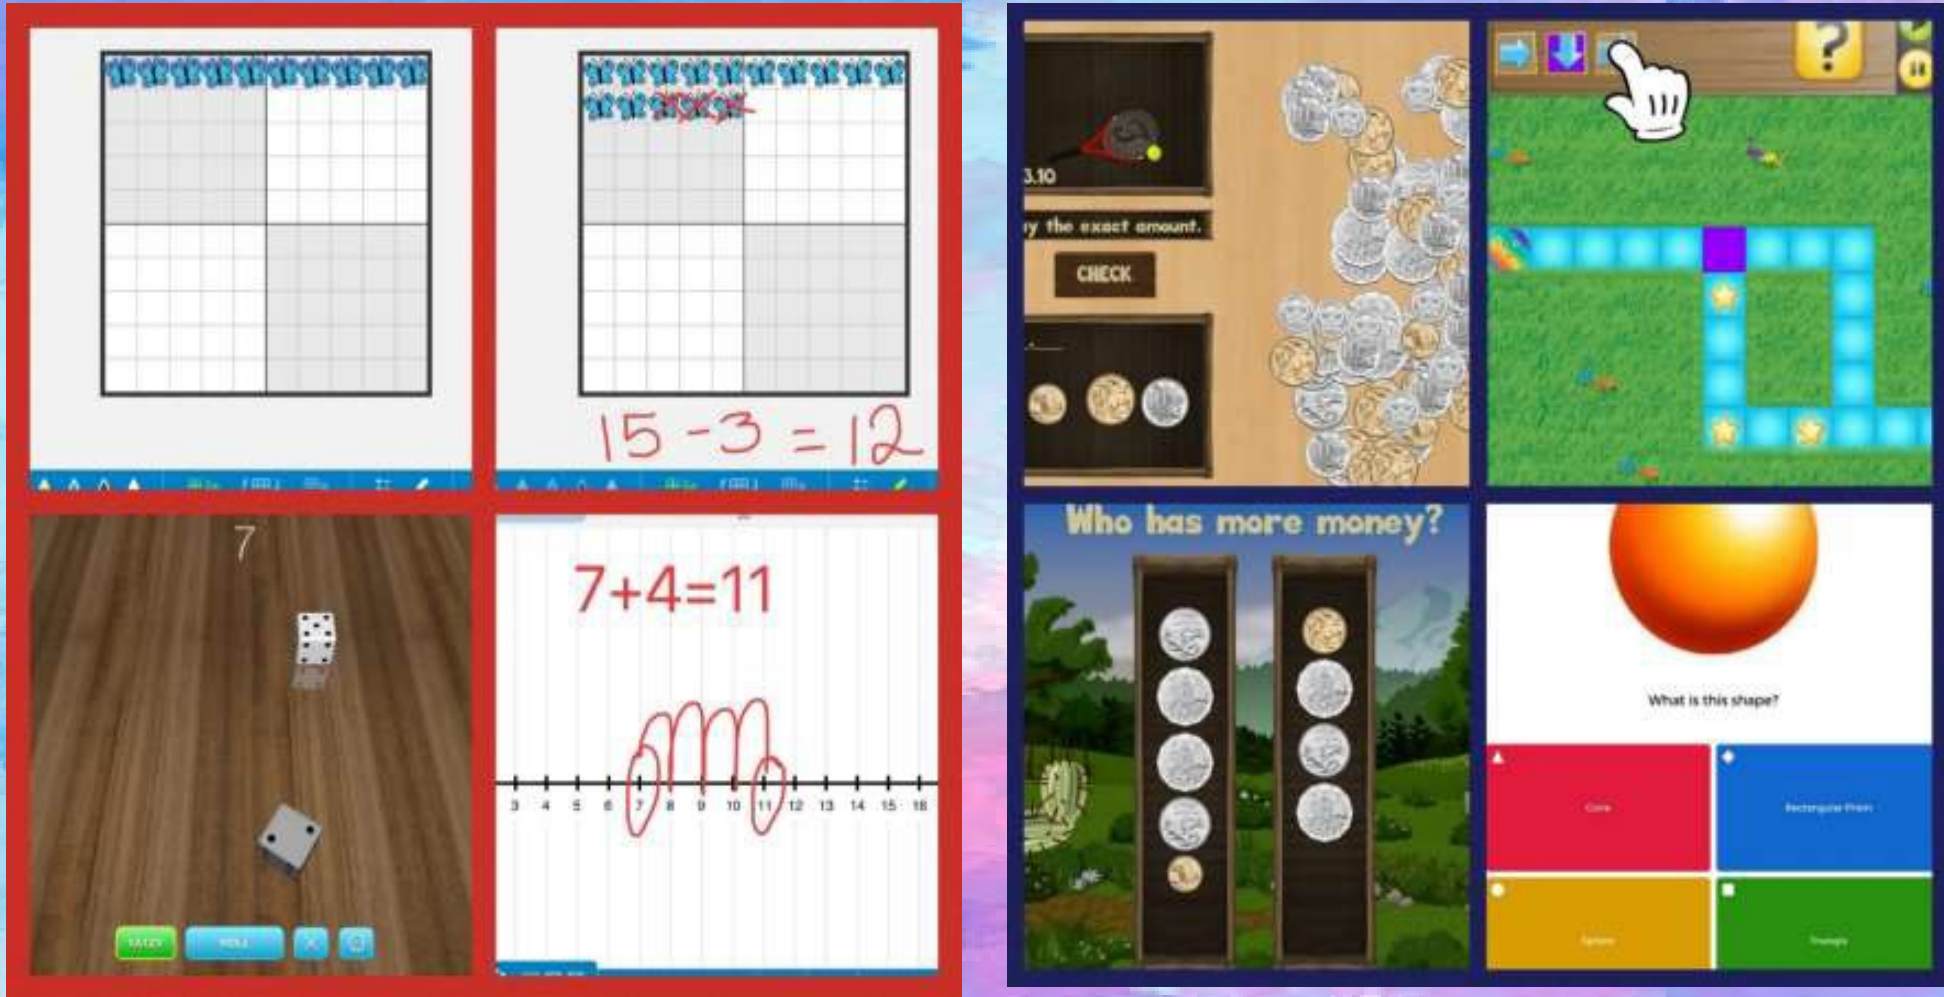 15 - 3 = 12
7
7+4=11
3 4 5 6 7 8 9 10 11 12 13 14 15 16
3.10
y the exact amount.
CHECK
?
Who has more money?
What is this shape?
Cone
Rectangular Prism
Sphere
Triangle
ROLL